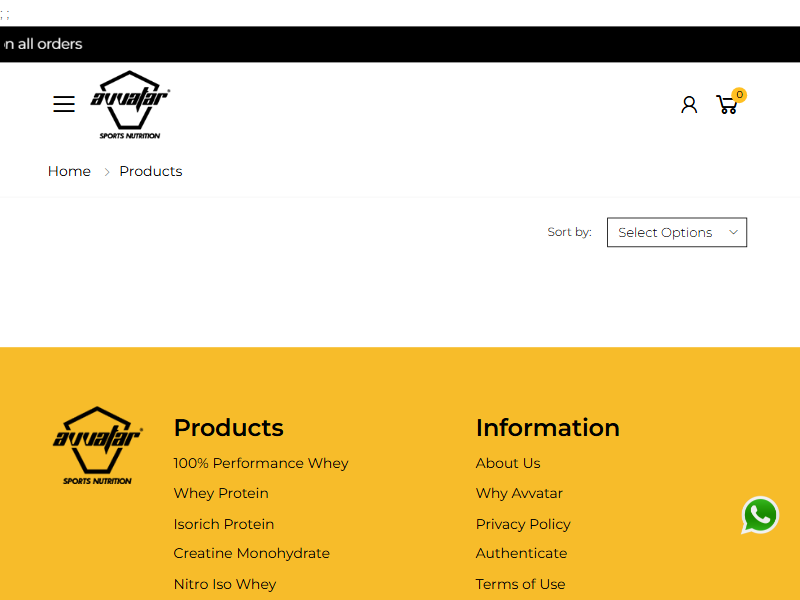 ; ;
on all orders
avvatar
SPORTS NUTRITION
0
Home > Products
Sort by: Select Options
avvatar
SPORTS NUTRITION
Products
100% Performance Whey
Whey Protein
Isorich Protein
Creatine Monohydrate
Nitro Iso Whey
Information
About Us
Why Avvatar
Privacy Policy
Authenticate
Terms of Use